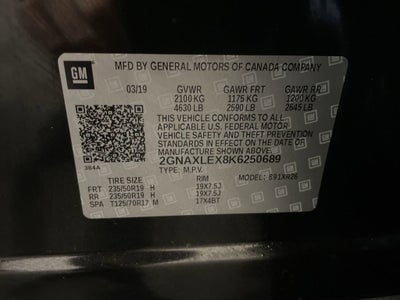 GM
MFD BY GENERAL MOTORS OF CANADA COMPANY
03/19 GVWR GAWR FRT GAWR RR
2100 KG 1175 KG 1200 KG
4630 LB 2590 LB 2645 LB
THIS VEHICLE CONFORMS TO ALL
APPLICABLE U.S. FEDERAL MOTOR
VEHICLE SAFETY AND THEFT PREVENTION
STANDARDS IN EFFECT ON THE DATE OF
MANUFACTURE SHOWN ABOVE.
384A 2GNAXLEX8K6250689
TYPE: M.P.V. MODEL: 691XR26
TIRE SIZE RIM
FRT 235/50R19 H 19X7.5J
RR 235/50R19 H 19X7.5J
SPA T125/70R17 M 17X4BT